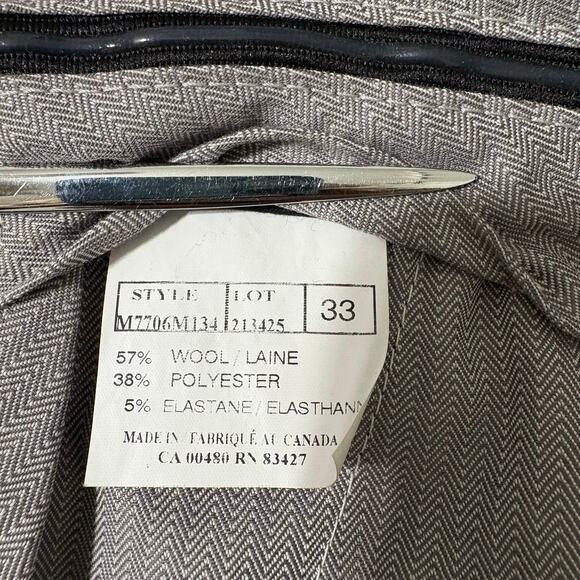 STYLE LOT 33
M7706M134 213425
57% WOOL / LAINE
38% POLYESTER
5% ELASTANE / ELASTHANN
MADE IN / FABRIQUÉ AU CANADA
CA 00480 RN 83427